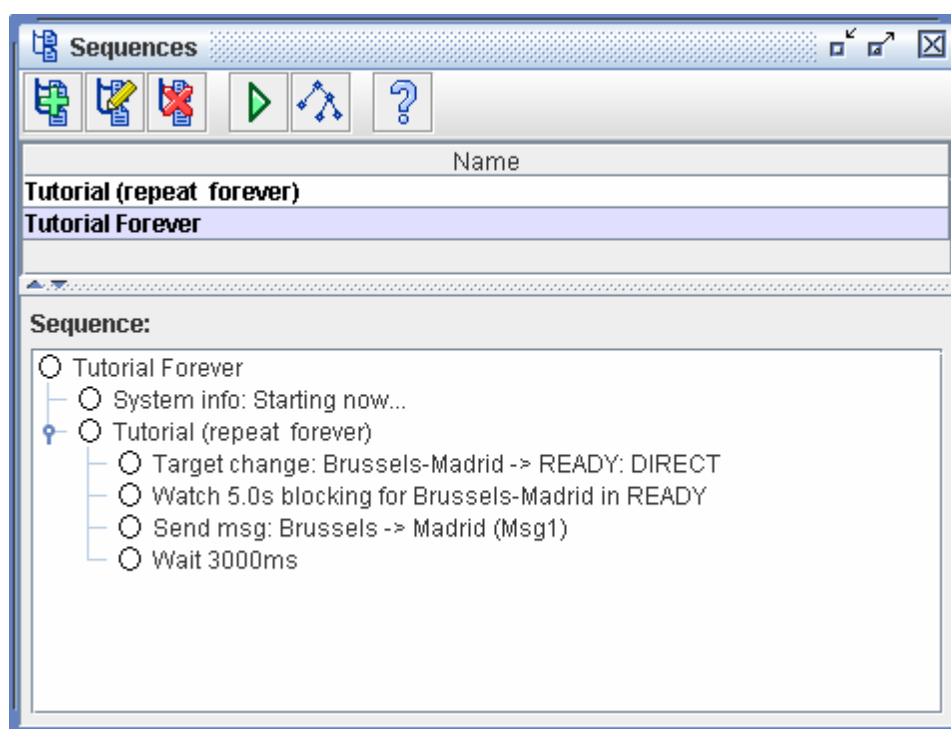 Sequences
Name
Tutorial (repeat forever)
Tutorial Forever
Sequence:
Tutorial Forever
System info: Starting now...
Tutorial (repeat forever)
Target change: Brussels-Madrid -> READY: DIRECT
Watch 5.0s blocking for Brussels-Madrid in READY
Send msg: Brussels -> Madrid (Msg1)
Wait 3000ms